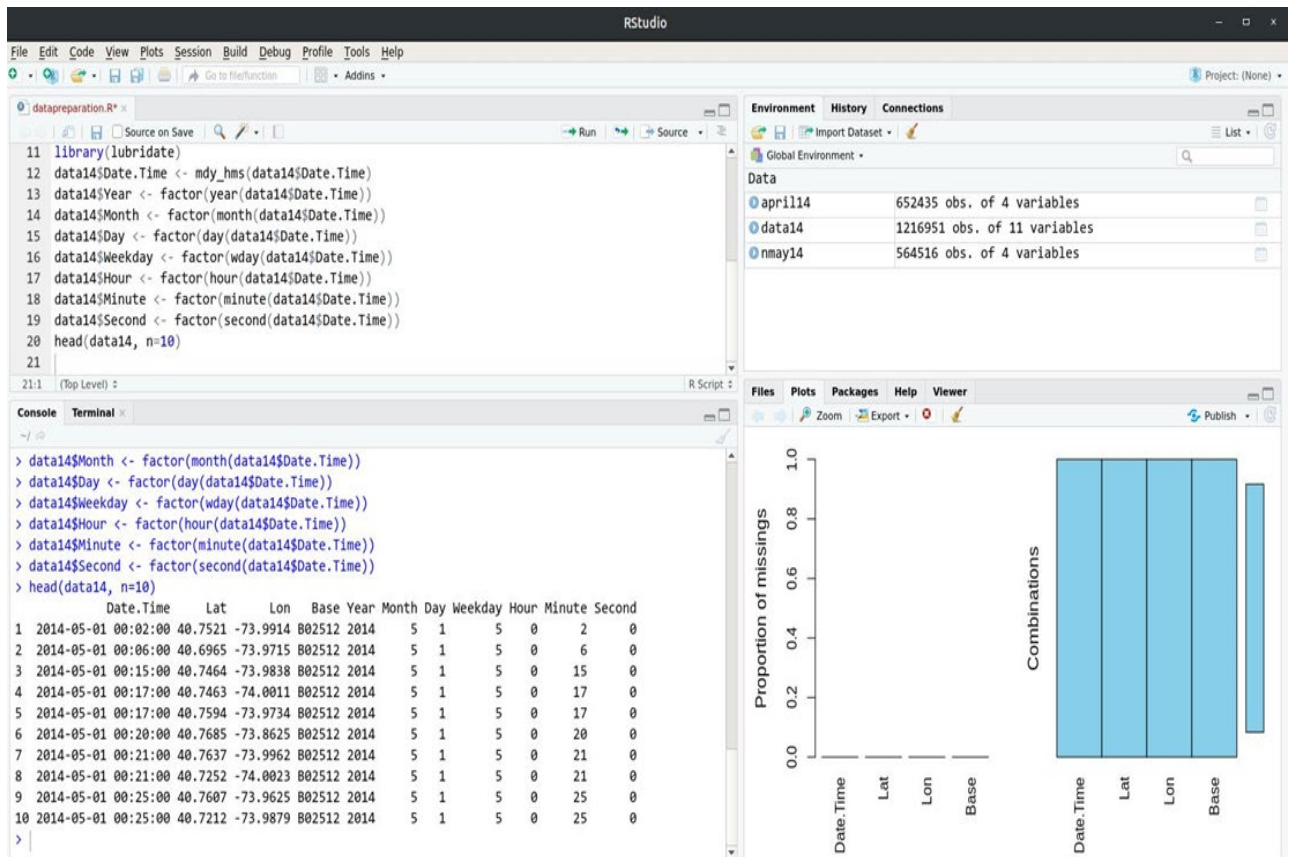 RStudio
File Edit Code View Plots Session Build Debug Profile Tools Help
Go to file/function Addins Project: (None)
datapreparation.R*
Source on Save Run Source
11 library(lubridate)
12 data14$Date.Time <- mdy_hms(data14$Date.Time)
13 data14$Year <- factor(year(data14$Date.Time))
14 data14$Month <- factor(month(data14$Date.Time))
15 data14$Day <- factor(day(data14$Date.Time))
16 data14$Weekday <- factor(wday(data14$Date.Time))
17 data14$Hour <- factor(hour(data14$Date.Time))
18 data14$Minute <- factor(minute(data14$Date.Time))
19 data14$Second <- factor(second(data14$Date.Time))
20 head(data14, n=10)
21
21:1 (Top Level) R Script
Console Terminal
~/
> data14$Month <- factor(month(data14$Date.Time))
> data14$Day <- factor(day(data14$Date.Time))
> data14$Weekday <- factor(wday(data14$Date.Time))
> data14$Hour <- factor(hour(data14$Date.Time))
> data14$Minute <- factor(minute(data14$Date.Time))
> data14$Second <- factor(second(data14$Date.Time))
> head(data14, n=10)
Date.Time Lat Lon Base Year Month Day Weekday Hour Minute Second
1 2014-05-01 00:02:00 40.7521 -73.9914 B02512 2014 5 1 5 0 2 0
2 2014-05-01 00:06:00 40.6965 -73.9715 B02512 2014 5 1 5 0 6 0
3 2014-05-01 00:15:00 40.7464 -73.9838 B02512 2014 5 1 5 0 15 0
4 2014-05-01 00:17:00 40.7463 -74.0011 B02512 2014 5 1 5 0 17 0
5 2014-05-01 00:17:00 40.7594 -73.9734 B02512 2014 5 1 5 0 17 0
6 2014-05-01 00:20:00 40.7685 -73.8625 B02512 2014 5 1 5 0 20 0
7 2014-05-01 00:21:00 40.7637 -73.9962 B02512 2014 5 1 5 0 21 0
8 2014-05-01 00:21:00 40.7252 -74.0023 B02512 2014 5 1 5 0 21 0
9 2014-05-01 00:25:00 40.7607 -73.9625 B02512 2014 5 1 5 0 25 0
10 2014-05-01 00:25:00 40.7212 -73.9879 B02512 2014 5 1 5 0 25 0
>
Environment History Connections
Import Dataset List
Global Environment
Data
april14 652435 obs. of 4 variables
data14 1216951 obs. of 11 variables
nmay14 564516 obs. of 4 variables
Files Plots Packages Help Viewer
Zoom Export Publish
Proportion of missings
1.0
0.8
0.6
0.4
0.2
0.0
Date.Time Lat Lon Base
Combinations
Date.Time Lat Lon Base